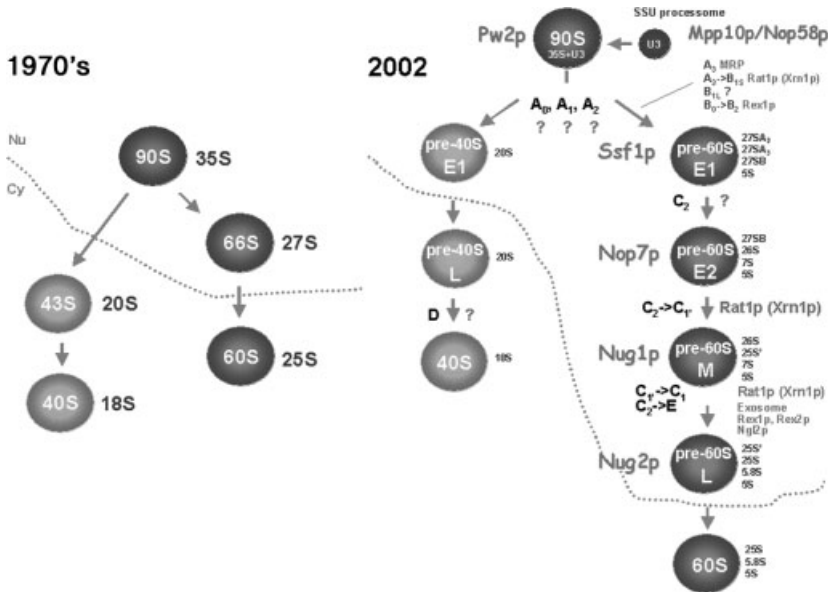 1970's
Nu
Cy
90S 35S
66S 27S
43S 20S
60S 25S
40S 18S
2002
SSU processome
Pw2p
90S
35S+U3
U3
Mpp10p/Nop58p
A₃ MRP
A₃->B₁S Rat1p (Xrn1p)
B₁L ?
B₀->B₂ Rex1p
A₀, A₁, A₂
? ? ?
pre-40S
E1
20S
pre-40S
L
20S
D ?
40S
18S
Ssf1p
pre-60S
E1
27SA₂
27SA₃
27SB
5S
C₂ ?
Nop7p
pre-60S
E2
27SB
26S
7S
5S
C₂->C₁' Rat1p (Xrn1p)
Nug1p
pre-60S
M
26S
25S'
7S
5S
C₁'->C₁
C₂->E
Rat1p (Xrn1p)
Exosome
Rex1p, Rex2p
Ngl2p
Nug2p
pre-60S
L
25S'
25S
5.8S
5S
60S
25S
5.8S
5S